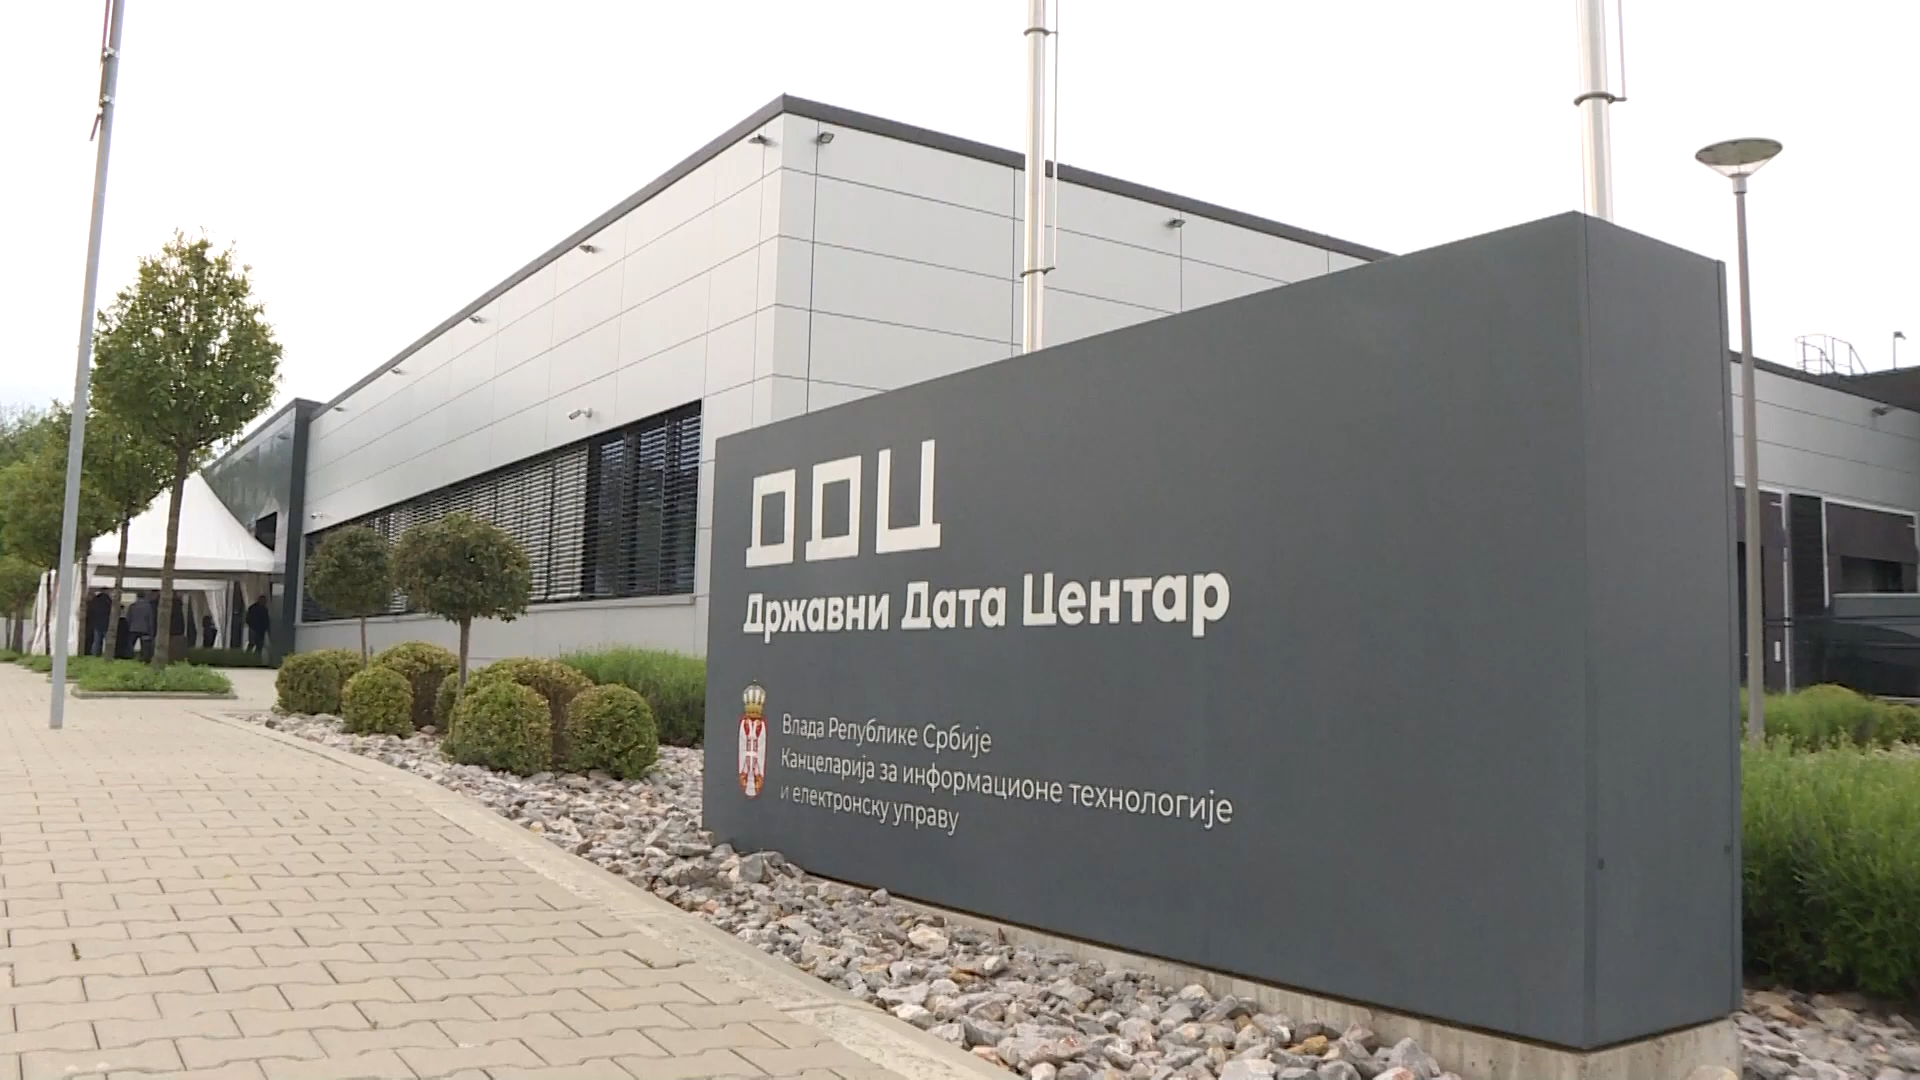 ДДЦ
Државни Дата Центар
Влада Републике Србије
Канцеларија за информационе технологије
и електронску управу